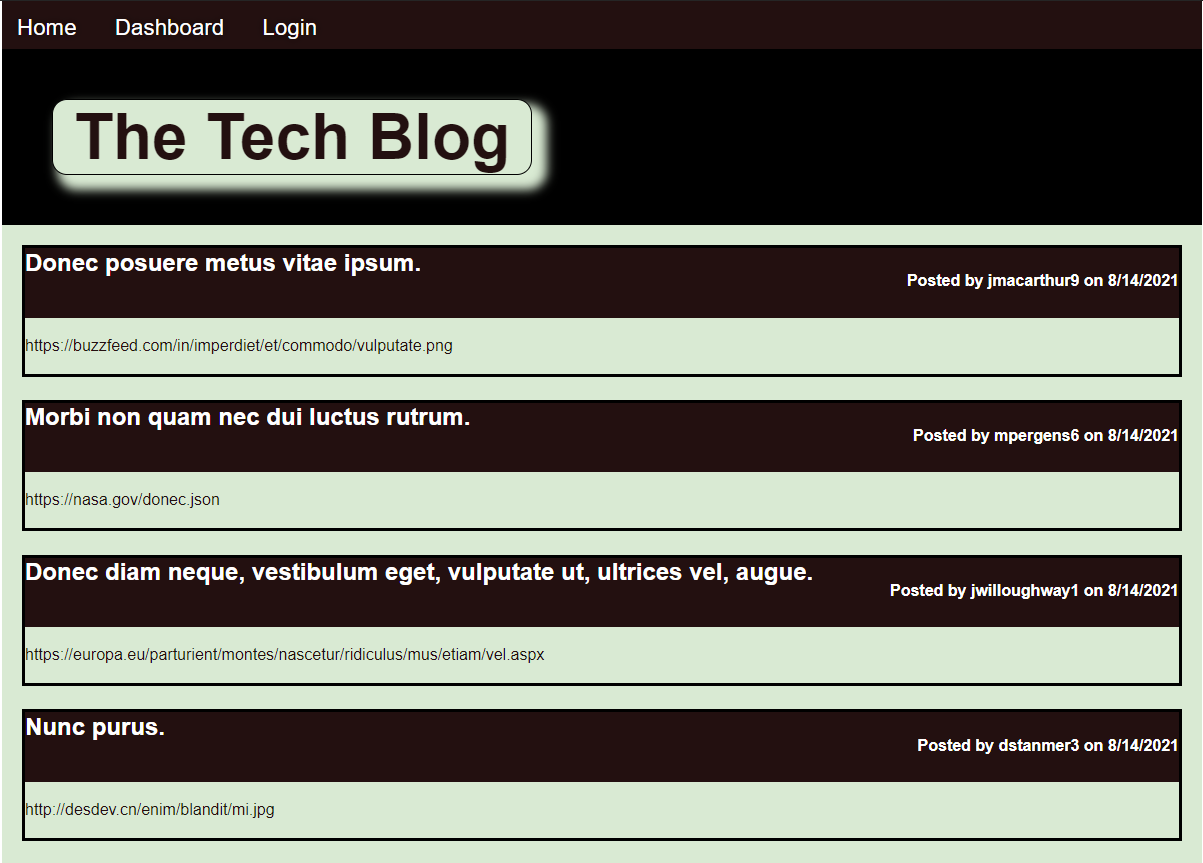 Home Dashboard Login
The Tech Blog
Donec posuere metus vitae ipsum.
Posted by jmacarthur9 on 8/14/2021
https://buzzfeed.com/in/imperdiet/et/commodo/vulputate.png
Morbi non quam nec dui luctus rutrum.
Posted by mpergens6 on 8/14/2021
https://nasa.gov/donec.json
Donec diam neque, vestibulum eget, vulputate ut, ultrices vel, augue.
Posted by jwilloughway1 on 8/14/2021
https://europa.eu/parturient/montes/nascetur/ridiculus/mus/etiam/vel.aspx
Nunc purus.
Posted by dstanmer3 on 8/14/2021
http://desdev.cn/enim/blandit/mi.jpg